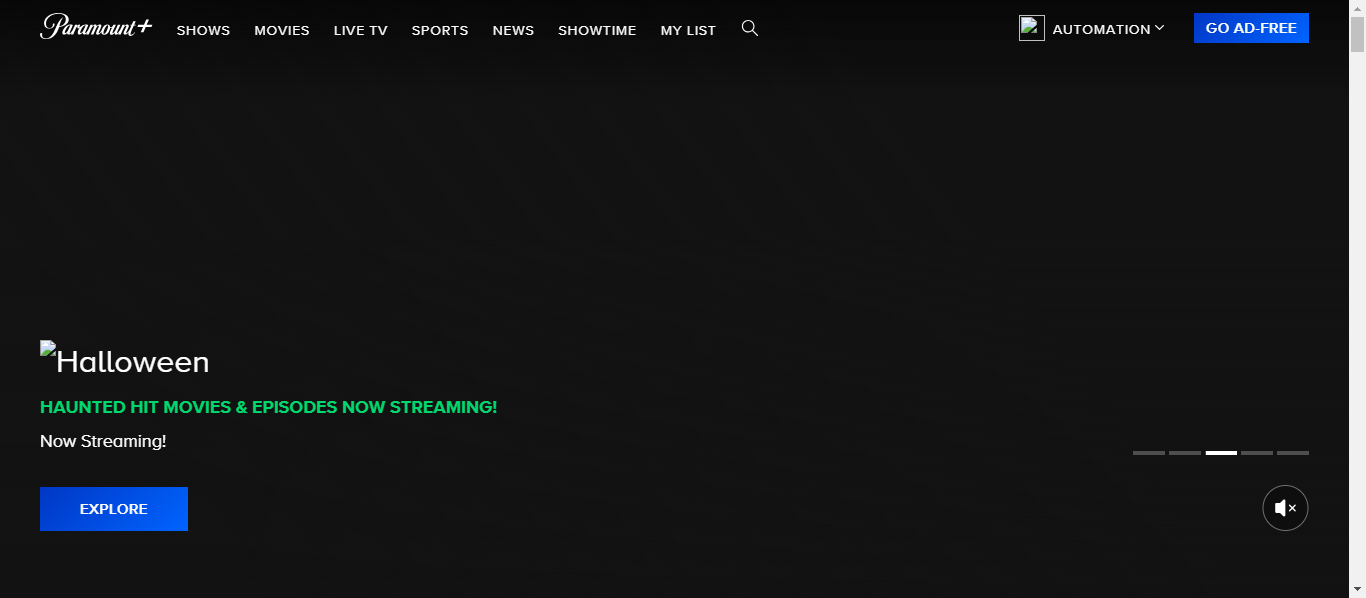 Paramount+ SHOWS MOVIES LIVE TV SPORTS NEWS SHOWTIME MY LIST AUTOMATION GO AD-FREE
Halloween
HAUNTED HIT MOVIES & EPISODES NOW STREAMING!
Now Streaming!
EXPLORE